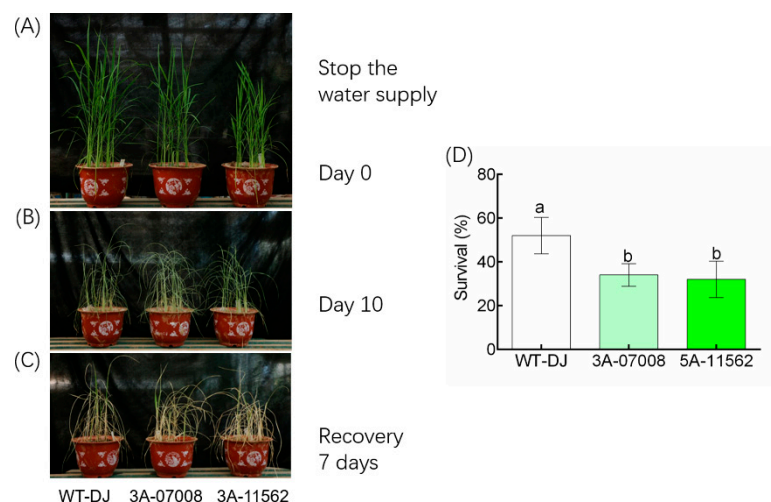 (A)
Stop the
water supply
Day 0
(B)
Day 10
(C)
Recovery
7 days
WT-DJ 3A-07008 3A-11562
(D)
80
60
40
20
0
Survival (%)
a
b
b
WT-DJ 3A-07008 5A-11562